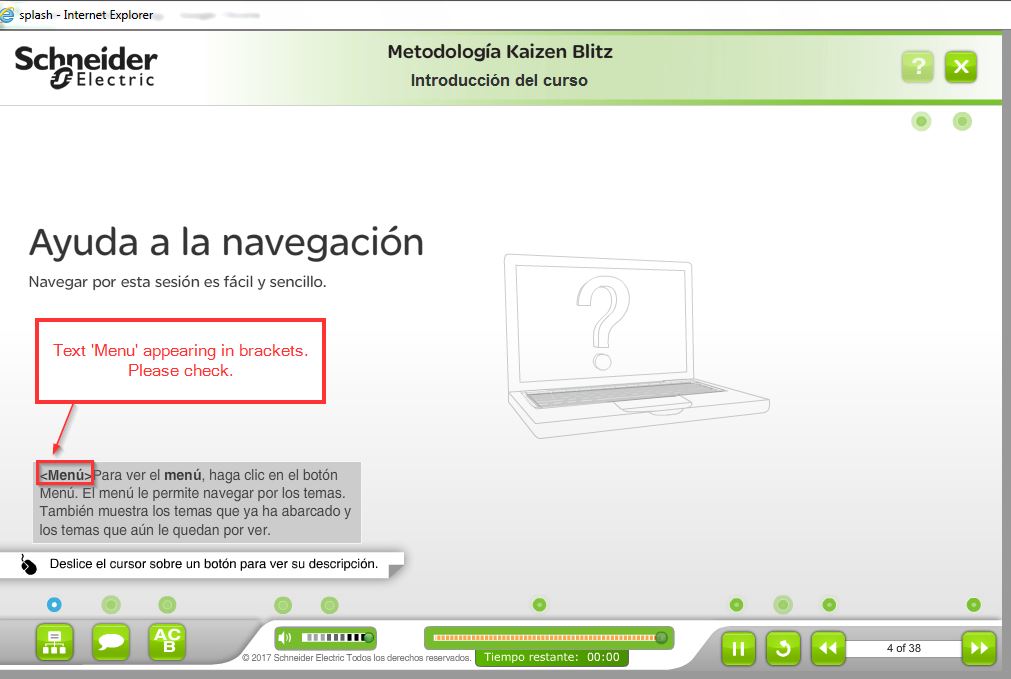 splash - Internet Explorer
Schneider
Electric
Metodología Kaizen Blitz
Introducción del curso
?
X
Ayuda a la navegación
Navegar por esta sesión es fácil y sencillo.
?
Text 'Menu' appearing in brackets.
Please check.
<Menú>Para ver el menú, haga clic en el botón
Menú. El menú le permite navegar por los temas.
También muestra los temas que ya ha abarcado y
los temas que aún le quedan por ver.
Deslice el cursor sobre un botón para ver su descripción.
AC
B
© 2017 Schneider Electric Todos los derechos reservados.
Tiempo restante: 00:00
4 of 38